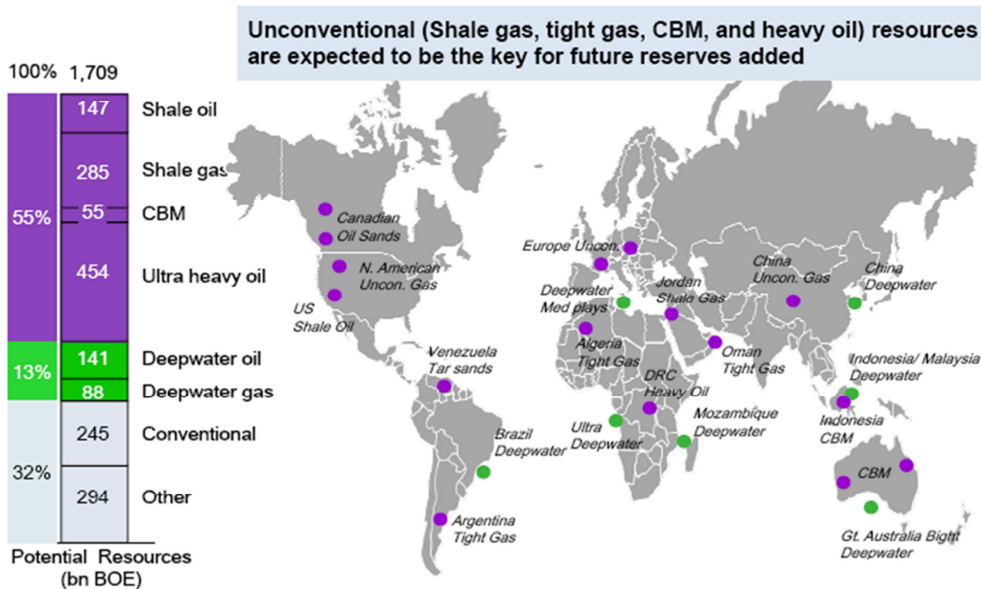 Unconventional (Shale gas, tight gas, CBM, and heavy oil) resources
are expected to be the key for future reserves added
100% 1,709
147 Shale oil
285 Shale gas
55% 55 CBM
454 Ultra heavy oil
141 Deepwater oil
13%
88 Deepwater gas
245 Conventional
32%
294 Other
Potential Resources
(bn BOE)
Canadian
Oil Sands
N. American
Uncon. Gas
US
Shale Oil
Venezuela
Tar sands
Brazil
Deepwater
Argentina
Tight Gas
Europe Uncon.
Deepwater
Med plays
Jordan
Shale Gas
Algeria
Tight Gas
Oman
Tight Gas
DRC
Heavy Oil
Ultra
Deepwater
Mozambique
Deepwater
China
Uncon. Gas
China
Deepwater
Indonesia/ Malaysia
Deepwater
Indonesia
CBM
CBM
Gt. Australia Bight
Deepwater